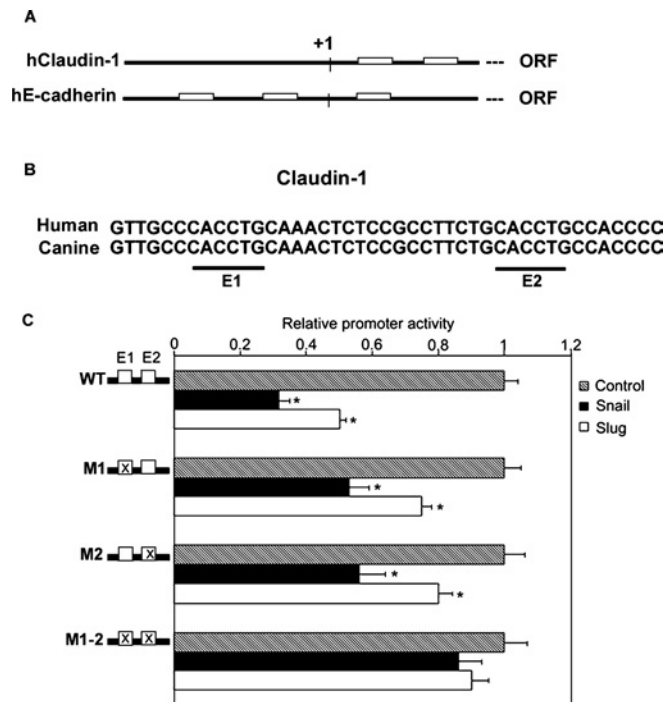 A
+1
hClaudin-1 --- ORF
hE-cadherin --- ORF
B
Claudin-1
Human GTTGCCCACCTGCAAACTCTCCGCCTTCTGCACCTGCCACCCC
Canine GTTGCCCACCTGCAAACTCTCCGCCTTCTGCACCTGCCACCCC
E1 E2
C
Relative promoter activity
0 0,2 0,4 0,6 0,8 1 1,2
E1 E2
WT
* 
*
Control
Snail
Slug
M1 X
*
*
M2 X
*
*
M1-2 X X